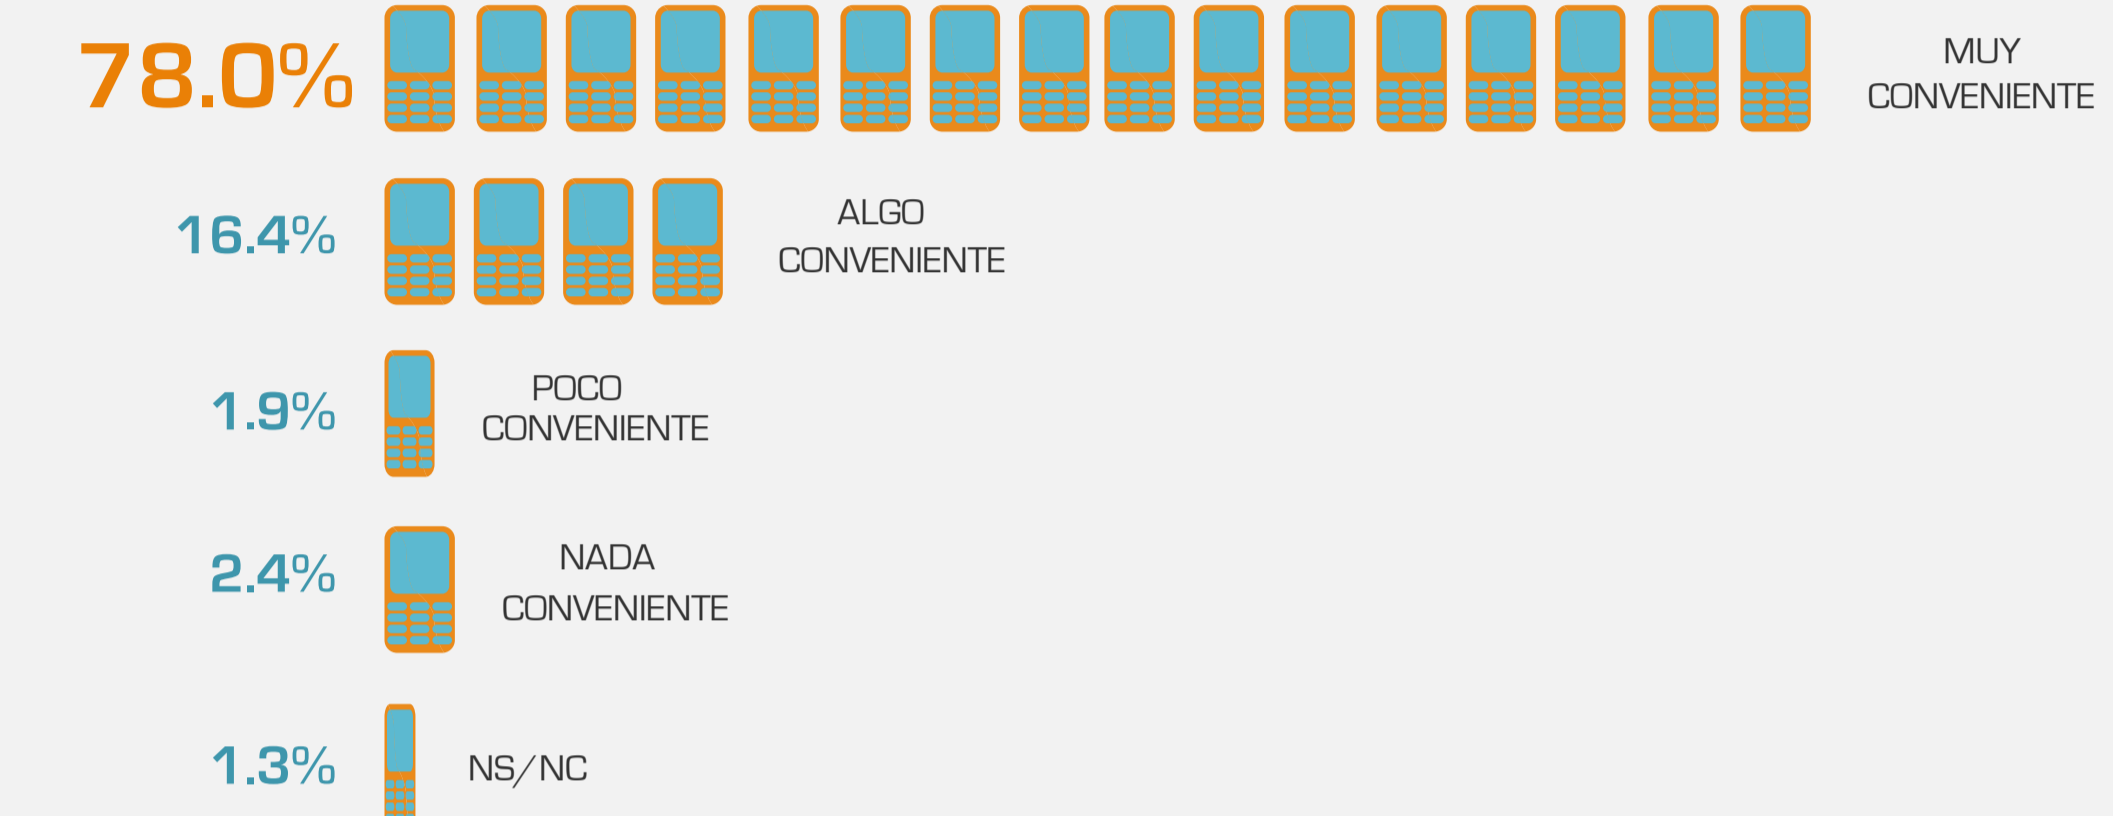 78.0%
MUY
CONVENIENTE
16.4%
ALGO
CONVENIENTE
1.9%
POCO
CONVENIENTE
2.4%
NADA
CONVENIENTE
1.3%
NS/NC